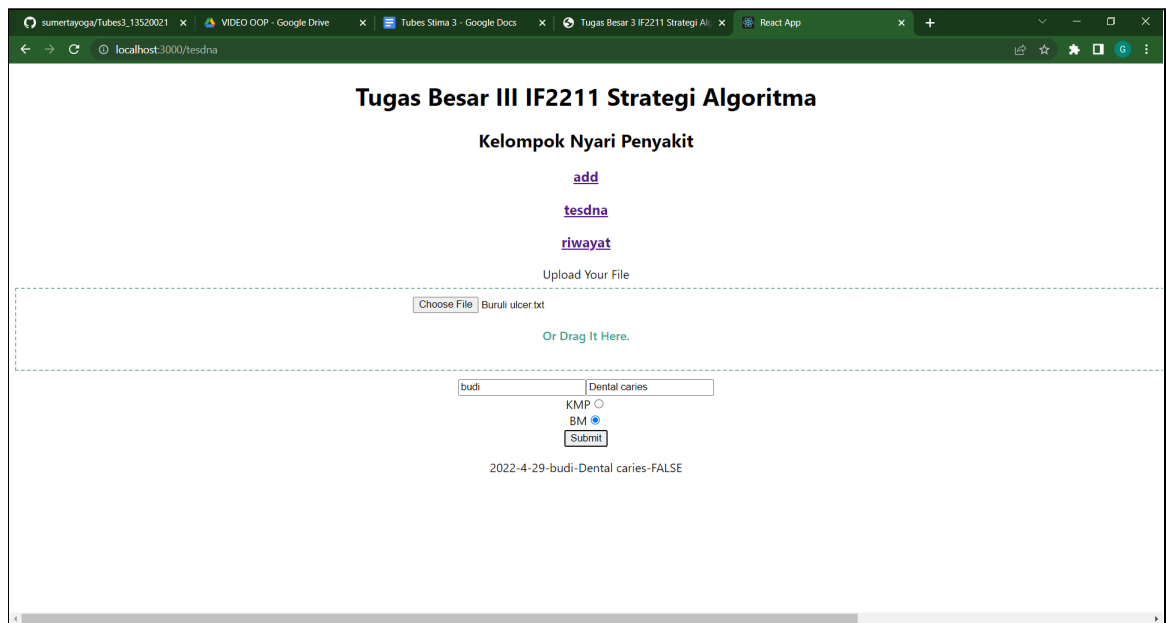 sumertayoga/Tubes3_13520021
VIDEO OOP - Google Drive
Tubes Stima 3 - Google Docs
Tugas Besar 3 IF2211 Strategi Al
React App
localhost:3000/tesdna
G
Tugas Besar III IF2211 Strategi Algoritma
Kelompok Nyari Penyakit
add
tesdna
riwayat
Upload Your File
Choose File Buruli ulcer.txt
Or Drag It Here.
budi Dental caries
KMP
BM
Submit
2022-4-29-budi-Dental caries-FALSE